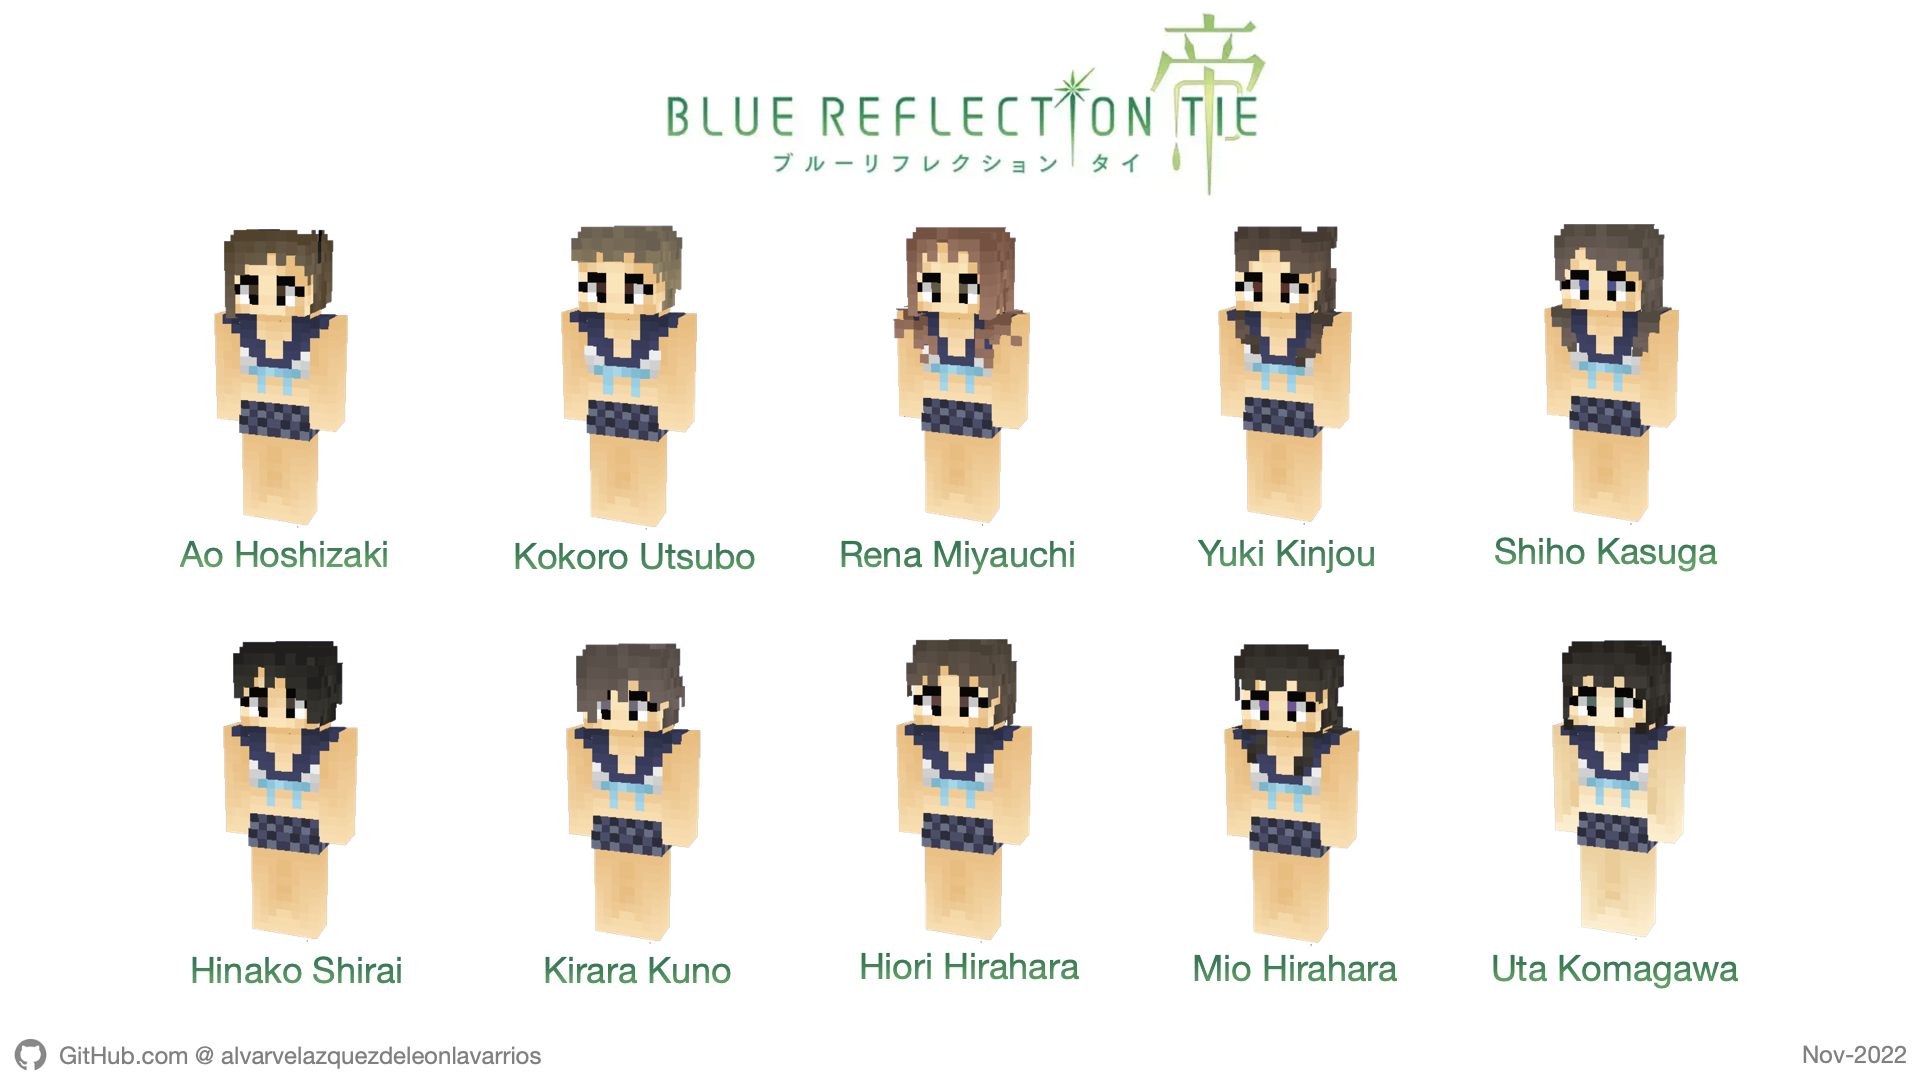 帝
BLUE REFLECTION TIE
ブルーリフレクション タイ
Ao Hoshizaki
Kokoro Utsubo
Rena Miyauchi
Yuki Kinjou
Shiho Kasuga
Hinako Shirai
Kirara Kuno
Hiori Hirahara
Mio Hirahara
Uta Komagawa
GitHub.com @ alvarvelazquezdeleonlavarrios
Nov-2022